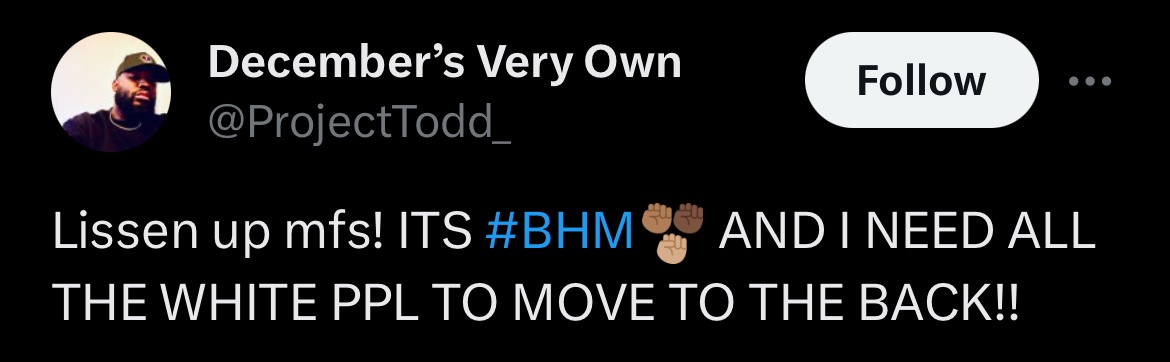 December’s Very Own
@ProjectTodd_
Follow
Lissen up mfs! ITS #BHM AND I NEED ALL
THE WHITE PPL TO MOVE TO THE BACK!!